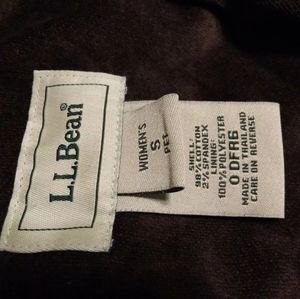 L.L.Bean®
WOMEN'S
S
PET
SHELL:
98% COTTON
2% SPANDEX
LINING:
100% POLYESTER
0 DFR6
MADE IN THAILAND
CARE ON REVERSE